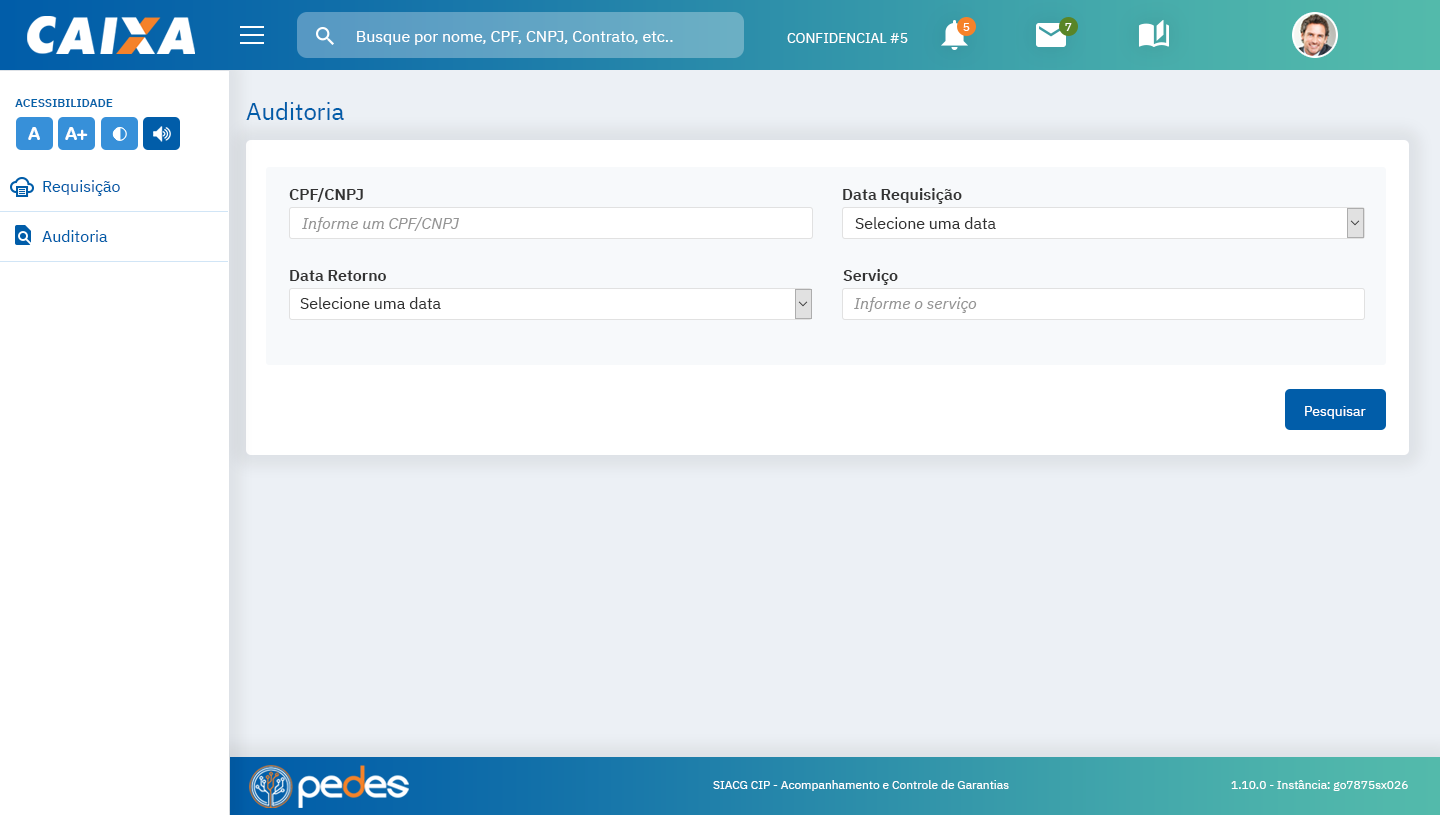 CAIXA
Busque por nome, CPF, CNPJ, Contrato, etc..
CONFIDENCIAL #5
5
7
ACESSIBILIDADE
A A+
Requisição
Auditoria
Auditoria
CPF/CNPJ
Informe um CPF/CNPJ
Data Requisição
Selecione uma data
Data Retorno
Selecione uma data
Serviço
Informe o serviço
Pesquisar
pedes
SIACG CIP - Acompanhamento e Controle de Garantias
1.10.0 - Instância: go7875sx026